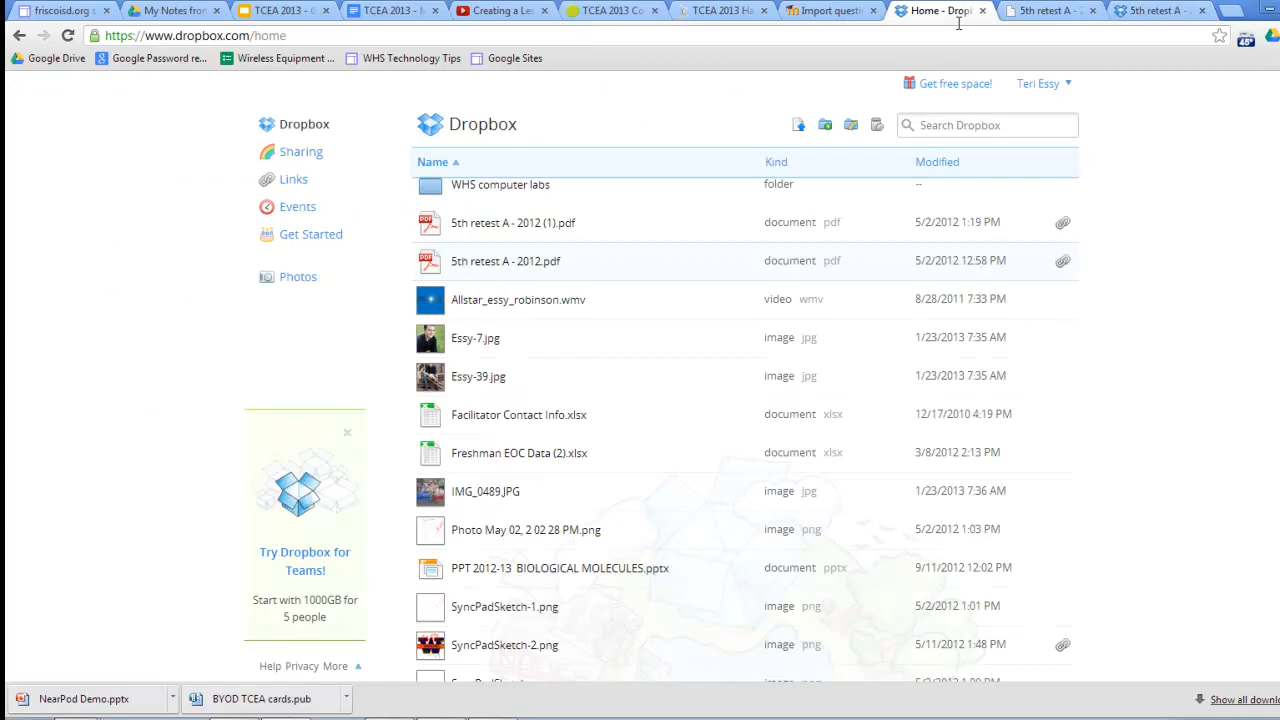 friscoisd.org s
My Notes from
TCEA 2013 - G
TCEA 2013 - M
Creating a Les
TCEA 2013 Co
TCEA 2013 Ha
Import questi
Home - Dropl
5th retest A -
5th retest A - 2
https://www.dropbox.com/home
45°
Google Drive
Google Password re...
Wireless Equipment ...
WHS Technology Tips
Google Sites
Get free space!
Teri Essy
Dropbox
Sharing
Links
Events
Get Started
Photos
Dropbox
Search Dropbox
Name Kind Modified
WHS computer labs folder --
5th retest A - 2012 (1).pdf document pdf 5/2/2012 1:19 PM
5th retest A - 2012.pdf document pdf 5/2/2012 12:58 PM
Allstar_essy_robinson.wmv video wmv 8/28/2011 7:33 PM
Essy-7.jpg image jpg 1/23/2013 7:35 AM
Essy-39.jpg image jpg 1/23/2013 7:35 AM
Facilitator Contact Info.xlsx document xlsx 12/17/2010 4:19 PM
Freshman EOC Data (2).xlsx document xlsx 3/8/2012 2:13 PM
IMG_0489.JPG image jpg 1/23/2013 7:36 AM
Photo May 02, 2 02 28 PM.png image png 5/2/2012 1:03 PM
PPT 2012-13 BIOLOGICAL MOLECULES.pptx document pptx 9/11/2012 12:02 PM
SyncPadSketch-1.png image png 5/2/2012 1:01 PM
SyncPadSketch-2.png image png 5/11/2012 1:48 PM
Try Dropbox for
Teams!
Start with 1000GB for
5 people
Help Privacy More
NearPod Demo.pptx
BYOD TCEA cards.pub
Show all downlo